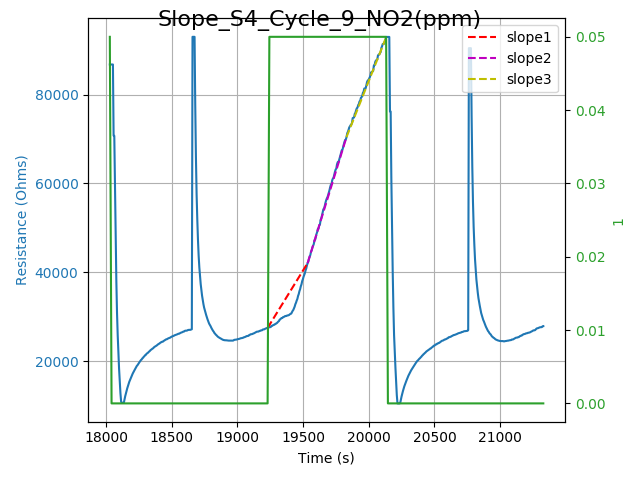 Slope_S4_Cycle_9_NO2(ppm)
slope1
slope2
slope3
80000
60000
40000
20000
Resistance (Ohms)
0.05
0.04
0.03
0.02
0.01
0.00
1
18000 18500 19000 19500 20000 20500 21000
Time (s)